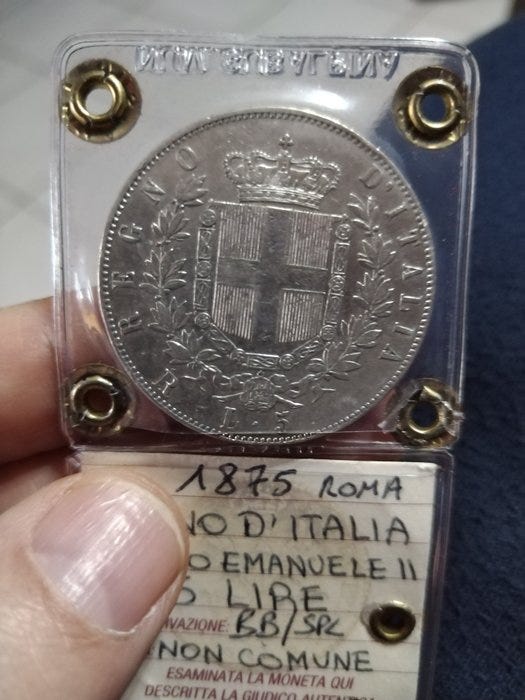 REGNO D'ITALIA
R L. 5
1875 ROMA
NO D'ITALIA
O EMANUELE II
5 LIRE
VAZIONE: BB/SPL
NON COMUNE
ESAMINATA LA MONETA QUI
DESCRITTA LA GIUDICO AUTENTI